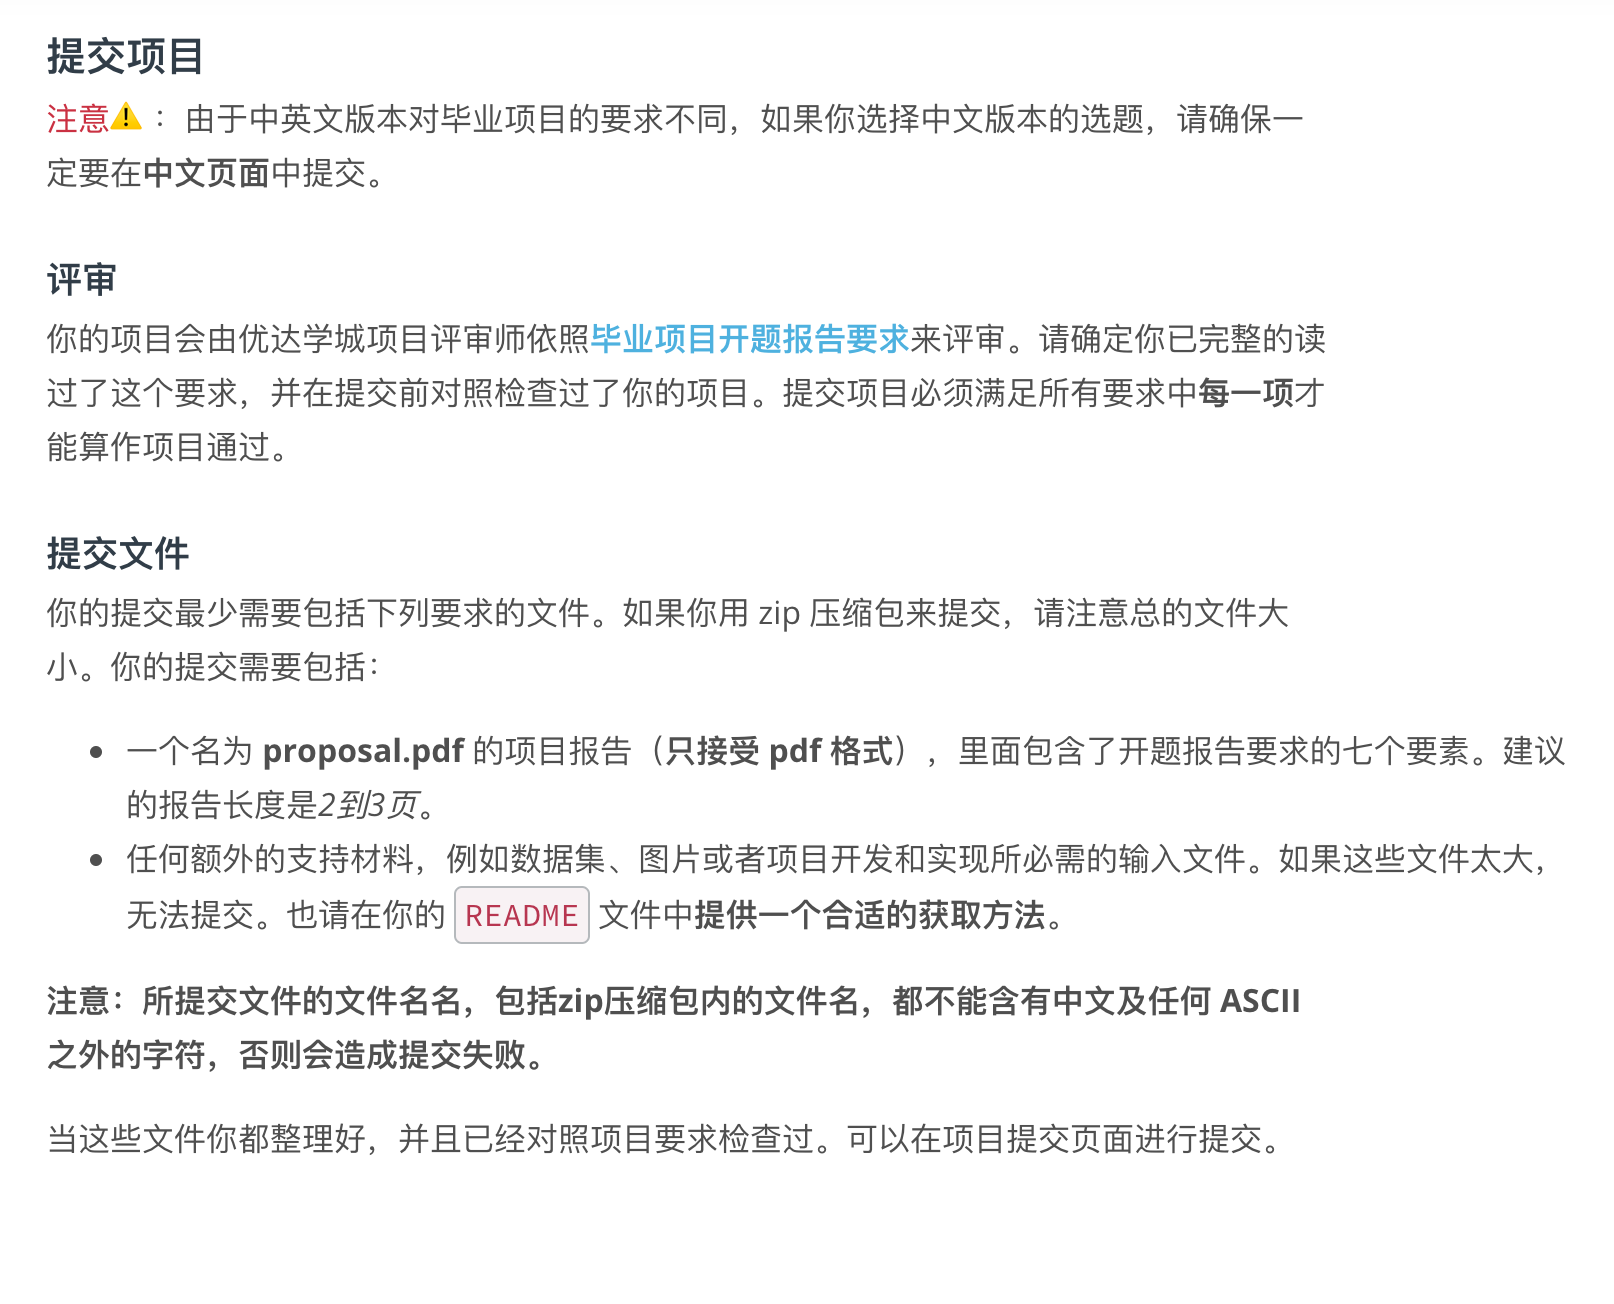 提交项目
注意⚠️：由于中英文版本对毕业项目的要求不同，如果你选择中文版本的选题，请确保一
定要在中文页面中提交。
评审
你的项目会由优达学城项目评审师依照毕业项目开题报告要求来评审。请确定你已完整的读
过了这个要求，并在提交前对照检查过了你的项目。提交项目必须满足所有要求中每一项才
能算作项目通过。
提交文件
你的提交最少需要包括下列要求的文件。如果你用 zip 压缩包来提交，请注意总的文件大
小。你的提交需要包括：
• 一个名为 proposal.pdf 的项目报告（只接受 pdf 格式），里面包含了开题报告要求的七个要素。建议
的报告长度是2到3页。
• 任何额外的支持材料，例如数据集、图片或者项目开发和实现所必需的输入文件。如果这些文件太大，
无法提交。也请在你的 README 文件中提供一个合适的获取方法。
注意：所提交文件的文件名名，包括zip压缩包内的文件名，都不能含有中文及任何 ASCII
之外的字符，否则会造成提交失败。
当这些文件你都整理好，并且已经对照项目要求检查过。可以在项目提交页面进行提交。